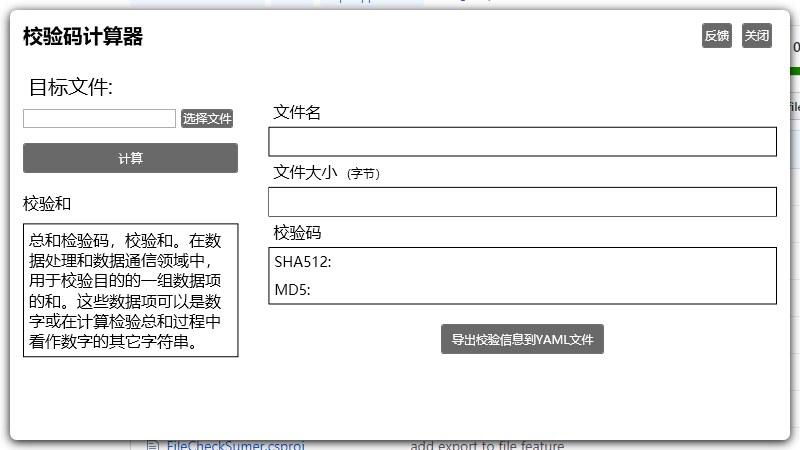 校验码计算器
反馈
关闭
目标文件:
选择文件
计算
校验和
总和检验码，校验和。在数
据处理和数据通信领域中，
用于校验目的的一组数据项
的和。这些数据项可以是数
字或在计算检验总和过程中
看作数字的其它字符串。
文件名
文件大小（字节）
校验码
SHA512:
MD5:
导出校验信息到YAML文件
FileCheckSumer.csproj
add export to file feature